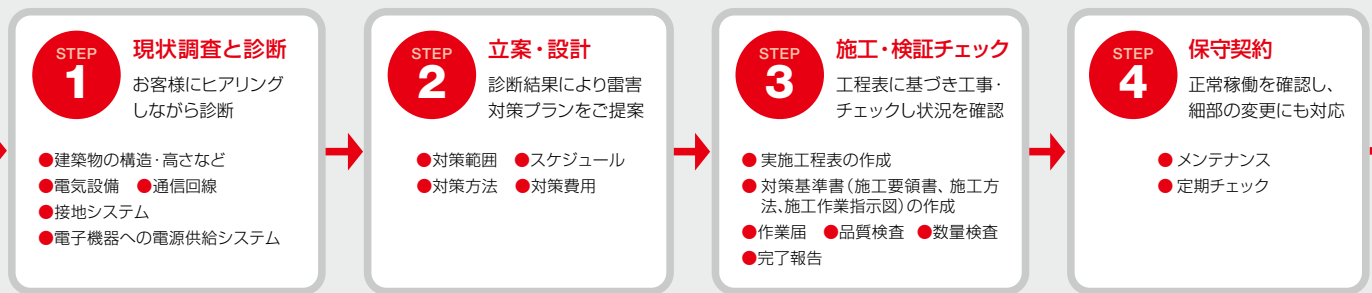 STEP
1
現状調査と診断
お客様にヒアリング
しながら診断
●建築物の構造・高さなど
●電気設備 ●通信回線
●接地システム
●電子機器への電源供給システム
STEP
2
立案・設計
診断結果により雷害
対策プランをご提案
●対策範囲 ●スケジュール
●対策方法 ●対策費用
STEP
3
施工・検証チェック
工程表に基づき工事・
チェックし状況を確認
● 実施工程表の作成
● 対策基準書(施工要領書、施工方
法、施工作業指示図)の作成
●作業届 ●品質検査 ●数量検査
●完了報告
STEP
4
保守契約
正常稼働を確認し、
細部の変更にも対応
● メンテナンス
● 定期チェック